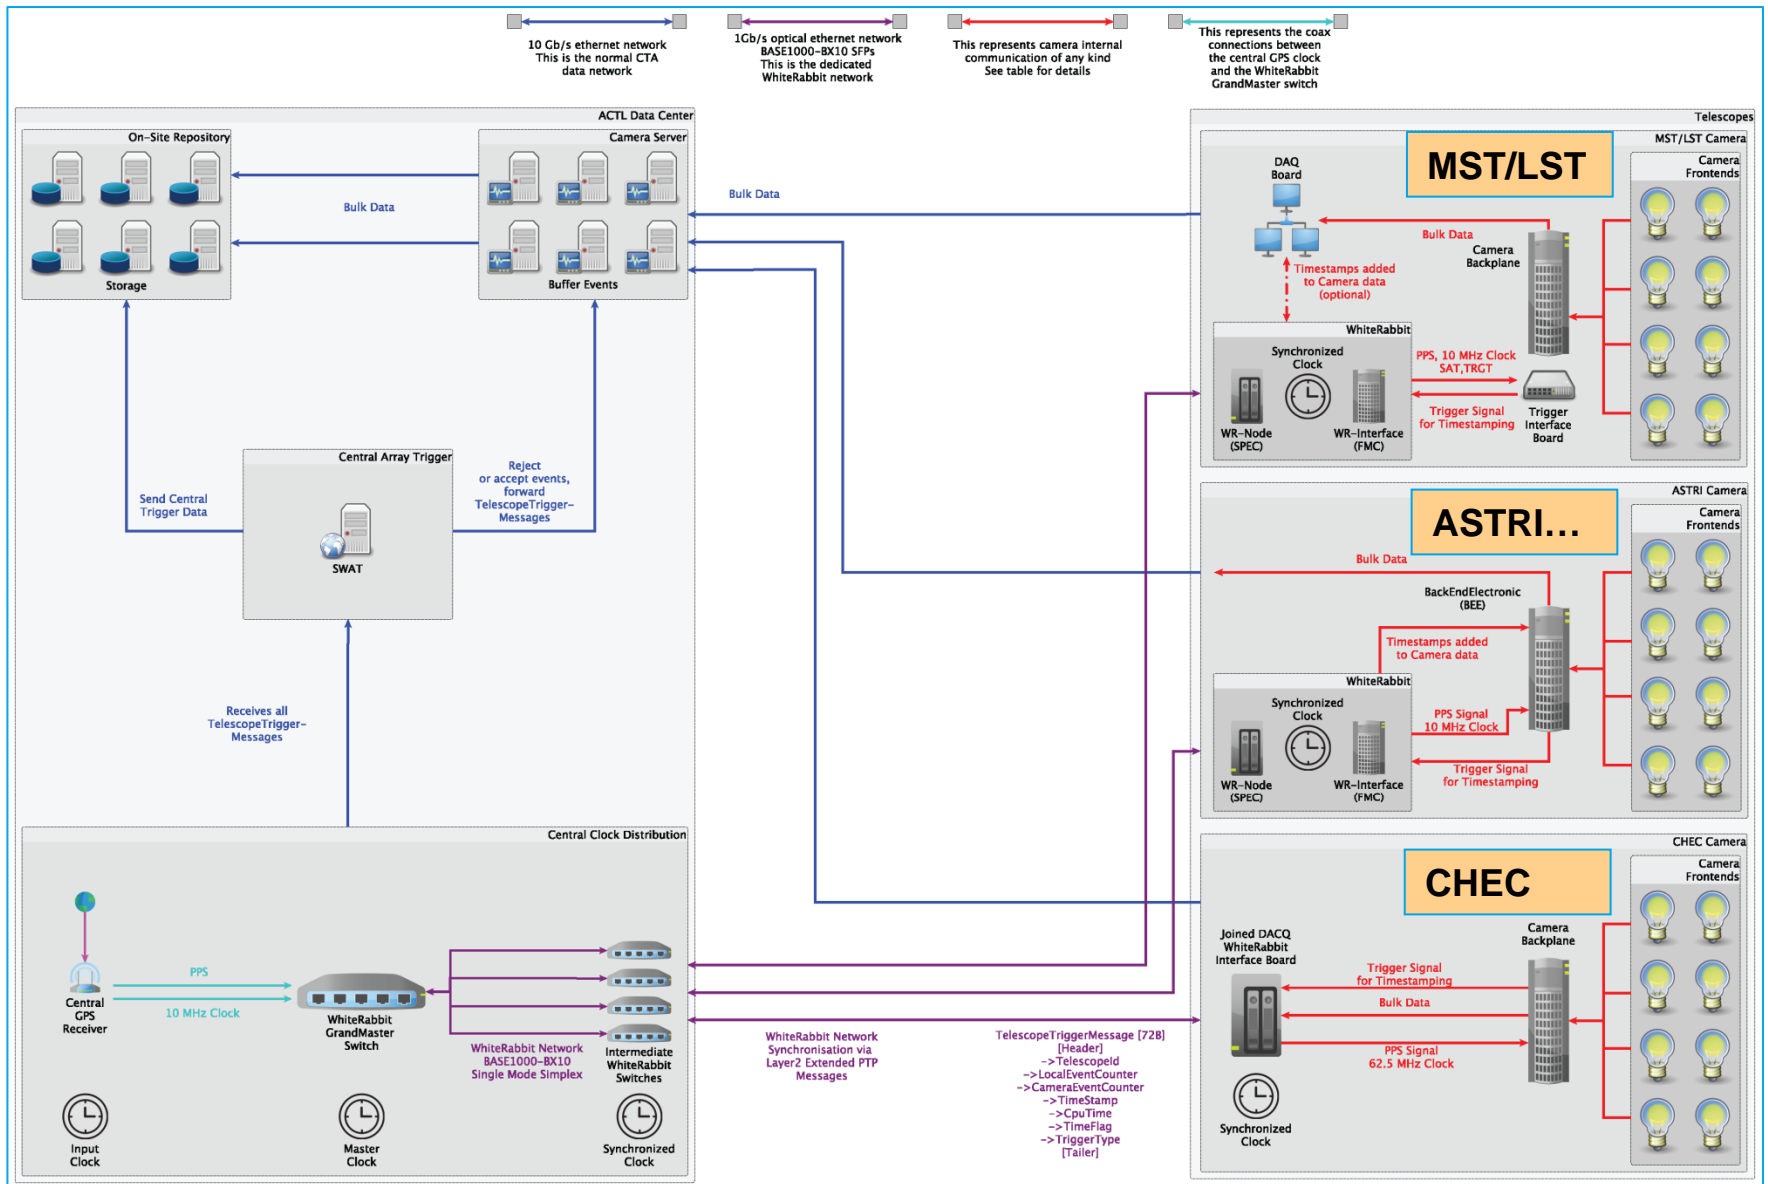 10 Gb/s ethernet network
This is the normal CTA
data network
1Gb/s optical ethernet network
BASE1000-BX10 SFPs
This is the dedicated
WhiteRabbit network
This represents camera internal
communication of any kind
See table for details
This represents the coax
connections between
the central GPS clock
and the WhiteRabbit
GrandMaster switch
ACTL Data Center
On-Site Repository
Storage
Bulk Data
Camera Server
Buffer Events
Bulk Data
Send Central
Trigger Data
Central Array Trigger
SWAT
Reject
or accept events,
forward
TelescopeTrigger-
Messages
Receives all
TelescopeTrigger-
Messages
Central Clock Distribution
Central
GPS
Receiver
PPS
10 MHz Clock
WhiteRabbit
GrandMaster
Switch
WhiteRabbit Network
BASE1000-BX10
Single Mode Simplex
Intermediate
WhiteRabbit
Switches
Input
Clock
Master
Clock
Synchronized
Clock
WhiteRabbit Network
Synchronisation via
Layer2 Extended PTP
Messages
TelescopeTriggerMessage [72B]
[Header]
->TelescopeId
->LocalEventCounter
->CameraEventCounter
->TimeStamp
->CpuTime
->TimeFlag
->TriggerType
[Tailer]
Telescopes
MST/LST Camera
MST/LST
DAQ
Board
Bulk Data
Camera
Backplane
Camera
Frontends
Timestamps added
to Camera data
(optional)
WhiteRabbit
Synchronized
Clock
WR-Node
(SPEC)
WR-Interface
(FMC)
PPS, 10 MHz Clock
SAT,TRGT
Trigger Signal
for Timestamping
Trigger
Interface
Board
ASTRI Camera
ASTRI...
Camera
Frontends
Bulk Data
BackEndElectronic
(BEE)
Timestamps added
to Camera data
WhiteRabbit
Synchronized
Clock
WR-Node
(SPEC)
WR-Interface
(FMC)
PPS Signal
10 MHz Clock
Trigger Signal
for Timestamping
CHEC Camera
CHEC
Camera
Frontends
Joined DACQ
WhiteRabbit
Interface Board
Camera
Backplane
Trigger Signal
for Timestamping
Bulk Data
PPS Signal
62.5 MHz Clock
Synchronized
Clock